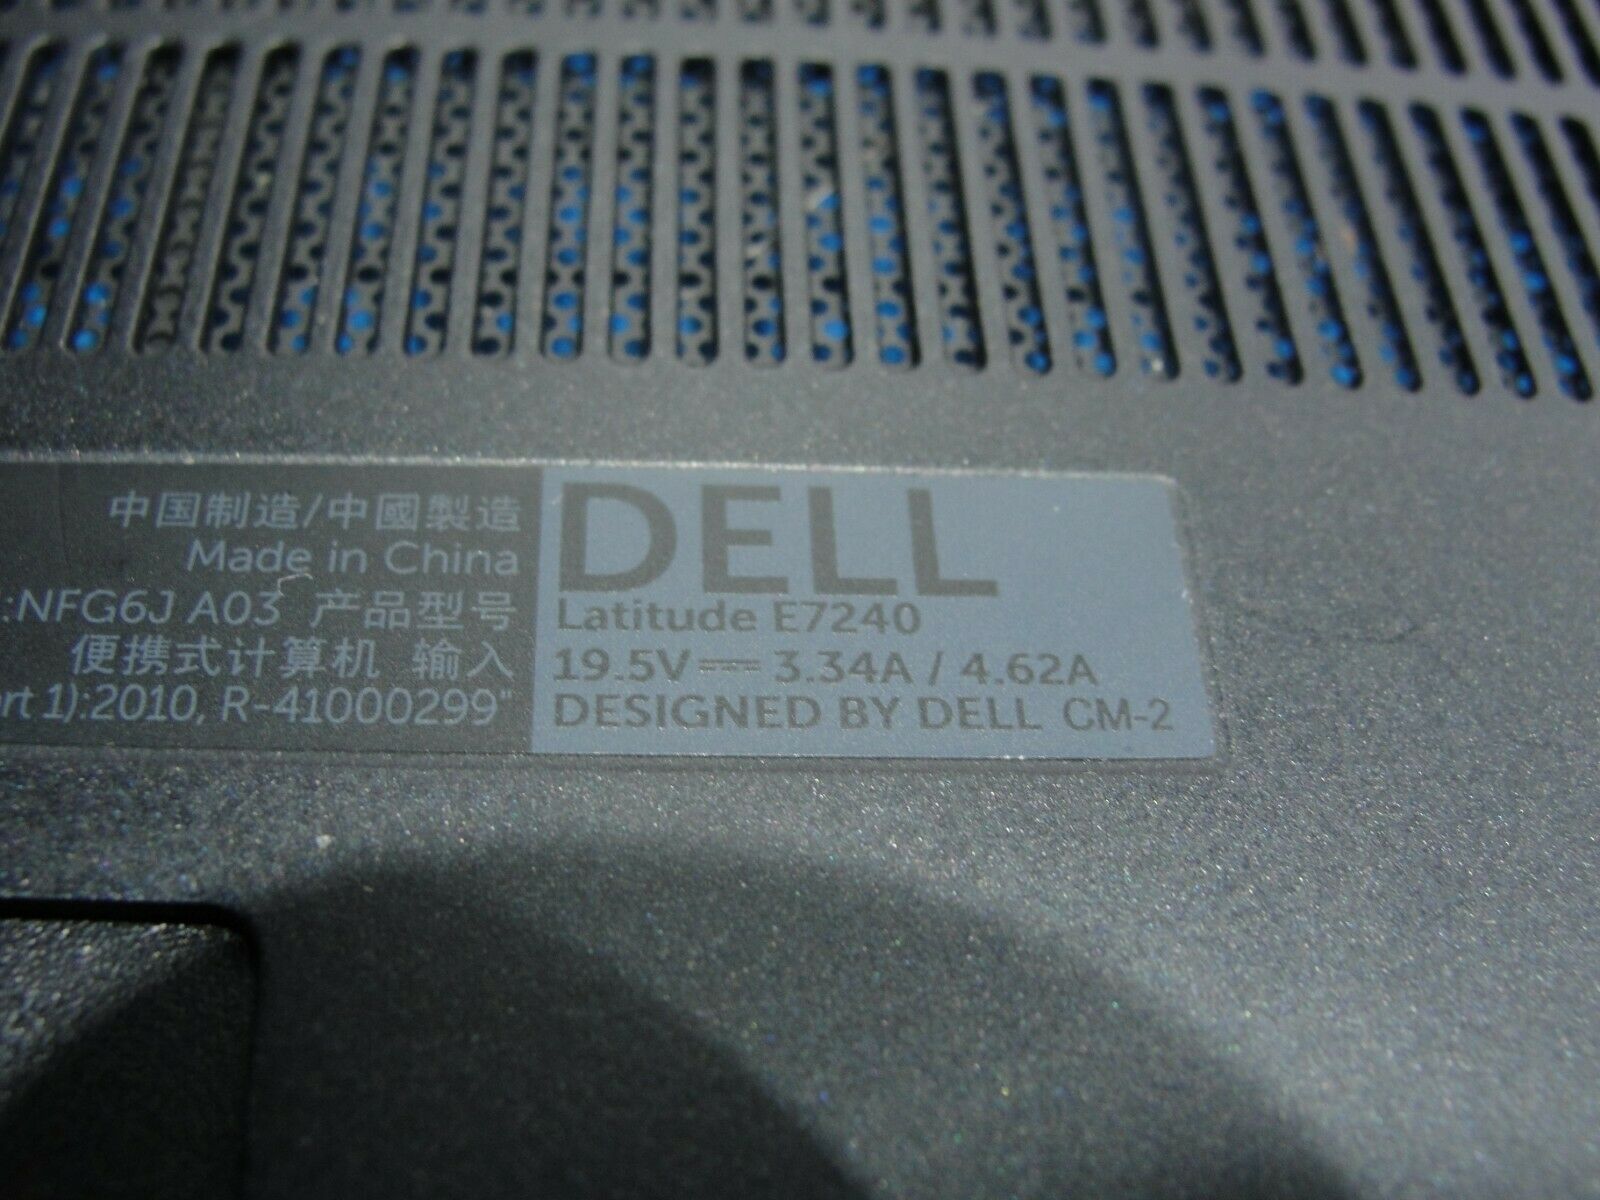 中国制造/中國製造
Made in China
:NFG6J A03 产品型号
便携式计算机 输入
rt 1):2010, R-41000299"
DELL
Latitude E7240
19.5V⎓ 3.34A / 4.62A
DESIGNED BY DELL CM-2